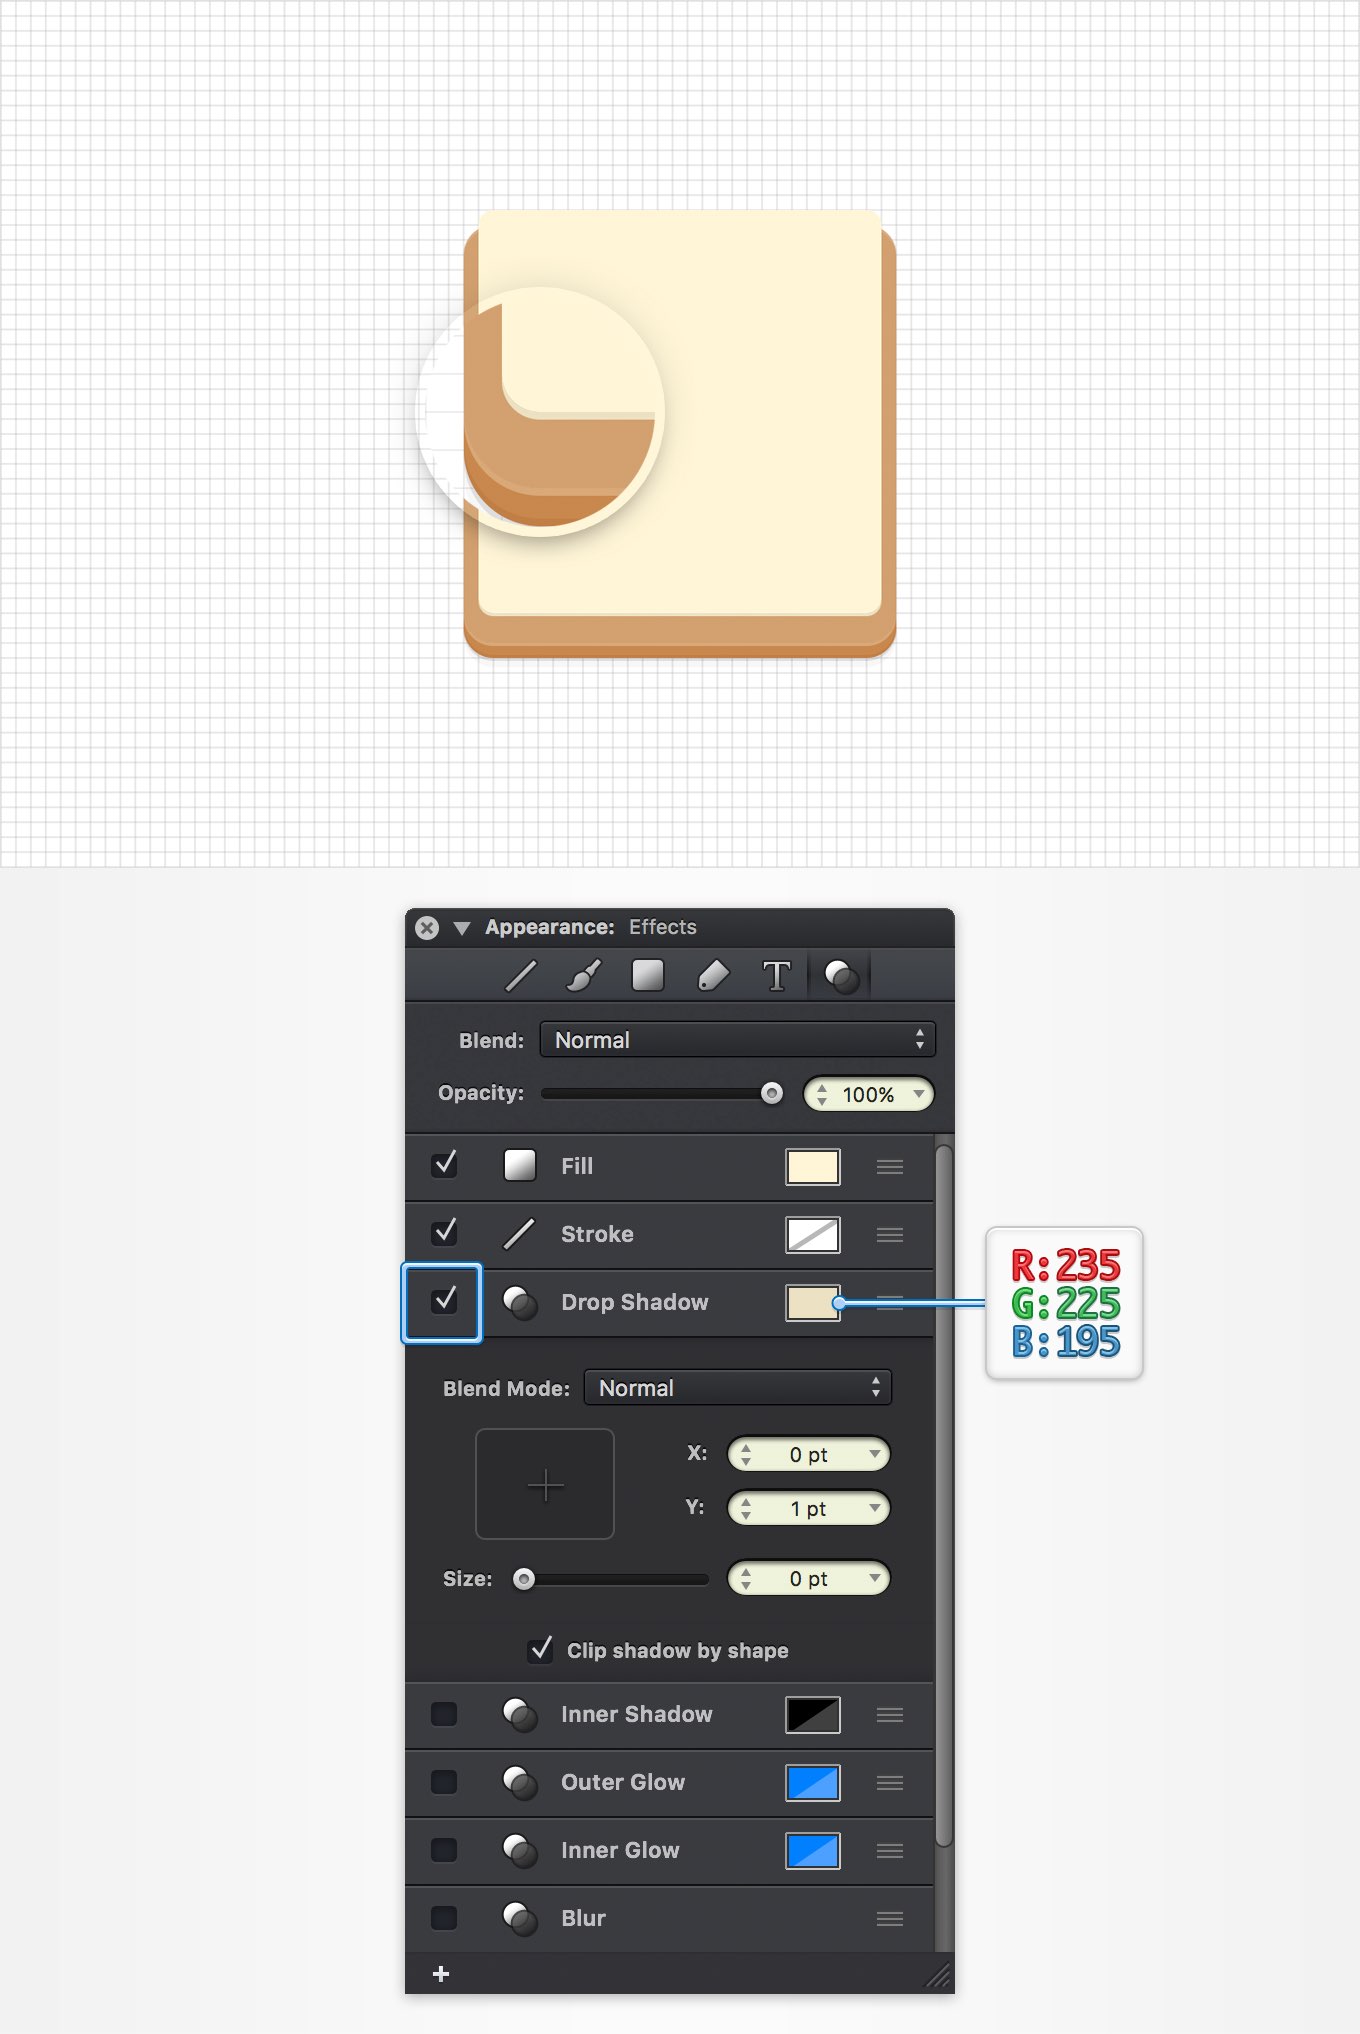 Appearance: Effects
T
Blend: Normal
Opacity: 100%
Fill
Stroke
Drop Shadow
R:235
G:225
B:195
Blend Mode: Normal
X: 0 pt
Y: 1 pt
Size: 0 pt
Clip shadow by shape
Inner Shadow
Outer Glow
Inner Glow
Blur